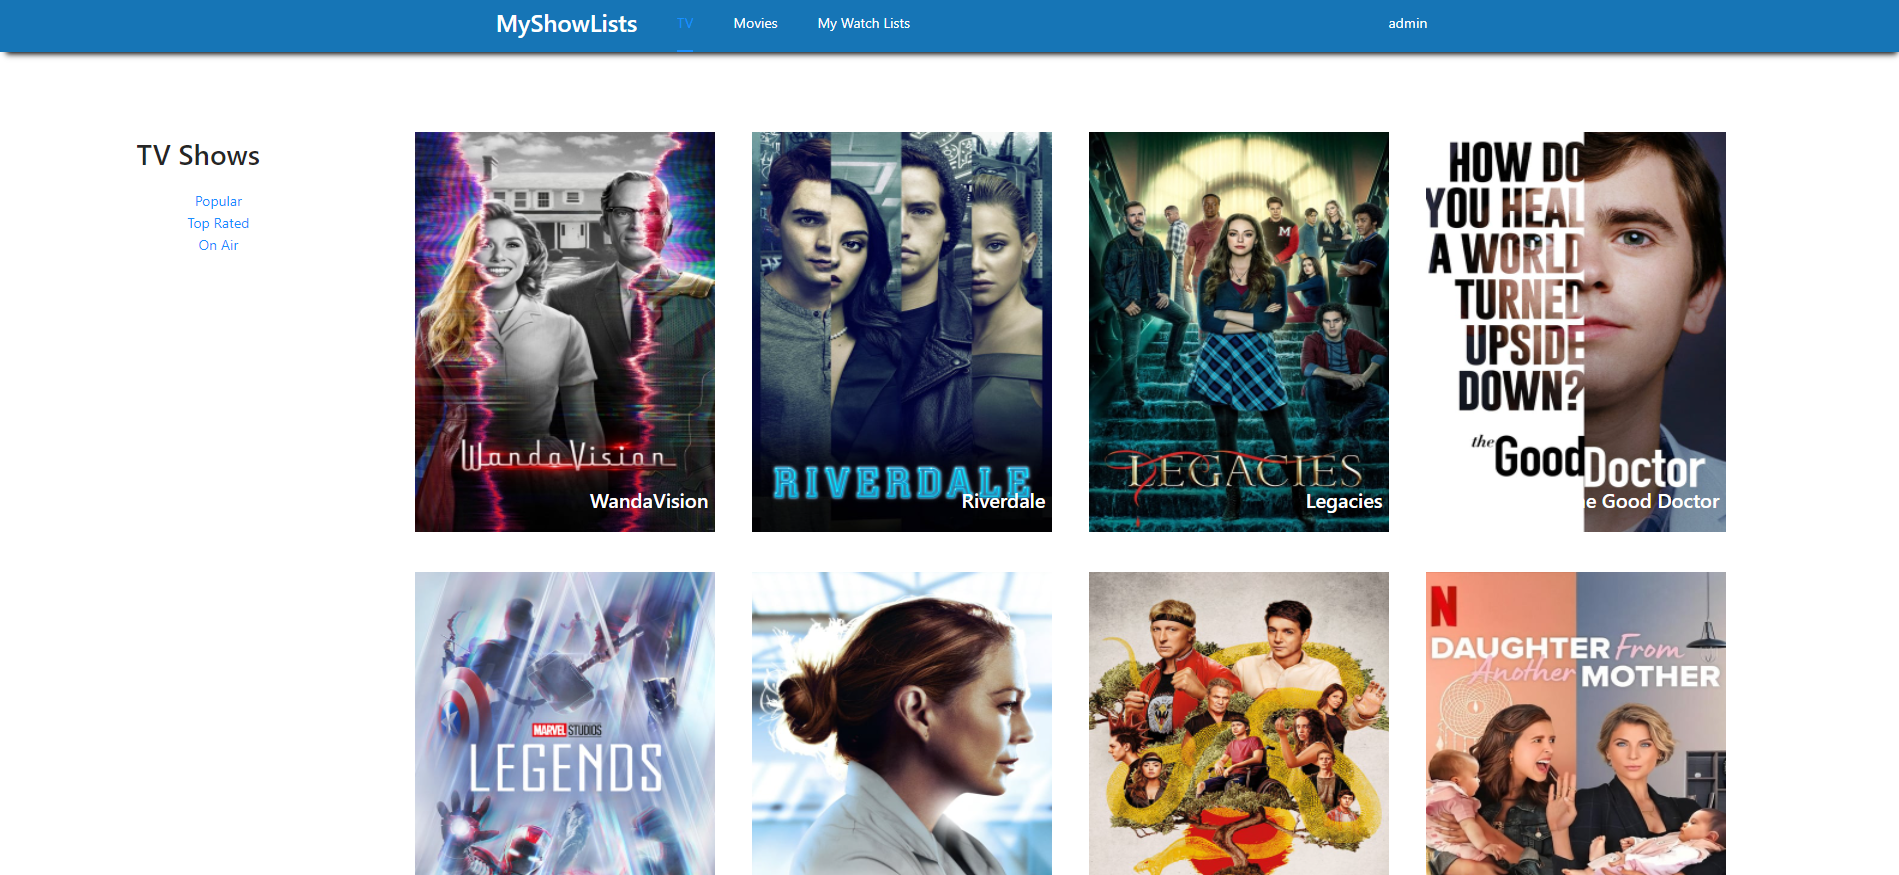 MyShowLists
TV
Movies
My Watch Lists
admin
TV Shows
Popular
Top Rated
On Air
WandaVision
WandaVision
RIVERDALE
Riverdale
M
LEGACIES
Legacies
HOW DO
YOU HEAL
A WORLD
TURNED
UPSIDE
DOWN?
the Good Doctor
e Good Doctor
MARVEL STUDIOS
LEGENDS
N
DAUGHTER From
Another MOTHER